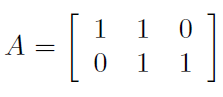 A = [ 1 1 0
0 1 1 ]